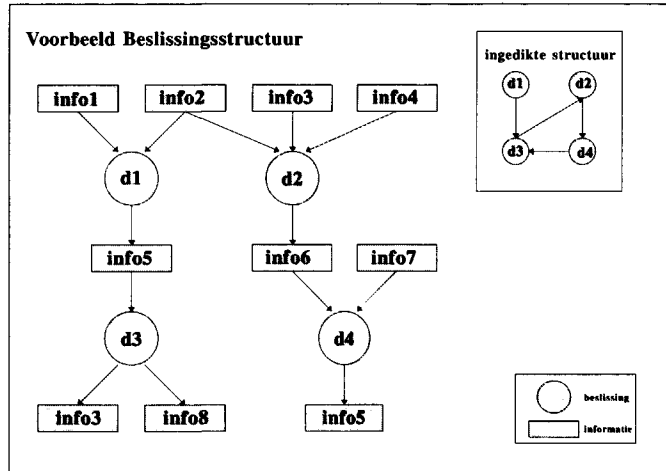 Voorbeeld Beslissingsstructuur
ingedikte structuur
d1 d2
d3 d4
info1 info2 info3 info4
d1 d2
info5 info6 info7
d3 d4
info3 info8 info5
beslissing
informatie